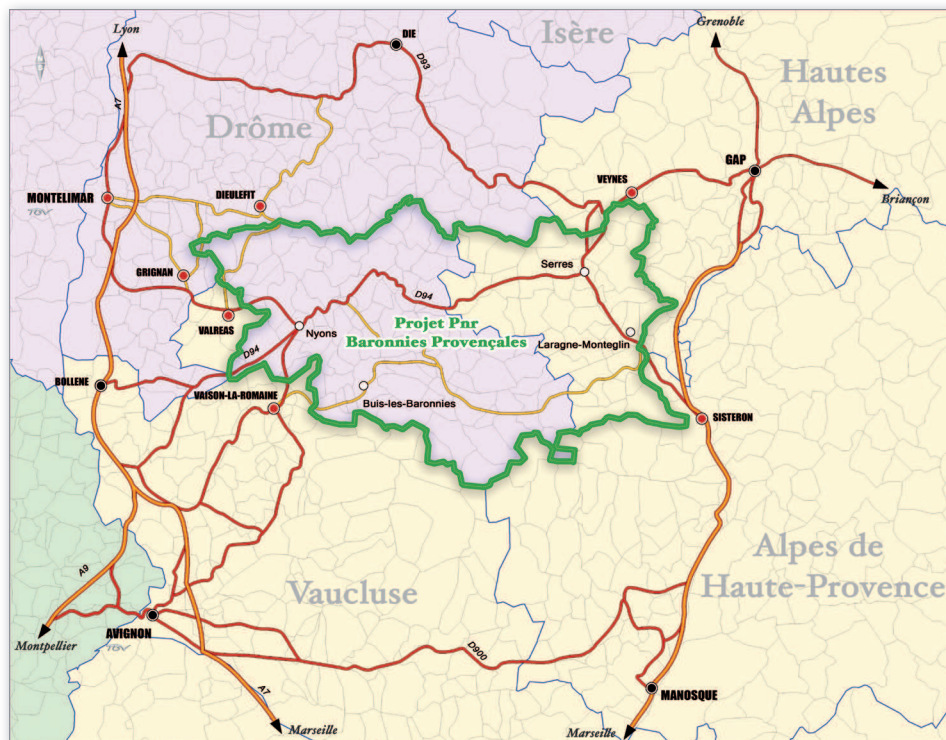 Lyon
Isère
Grenoble
DIE
D93
A7
Hautes
Alpes
Drôme
GAP
VEYNES
MONTELIMAR
TGV
DIEULEFIT
Briançon
GRIGNAN
Serres
D94
VALREAS
Nyons
Projet Pnr
Baronnies Provençales
Laragne-Monteglin
D94
BOLLENE
VAISON-LA-ROMAINE
Buis-les-Baronnies
SISTERON
Alpes de
Haute-Provence
A9
Vaucluse
AVIGNON
TGV
Montpellier
D900
A7
MANOSQUE
Marseille
Marseille